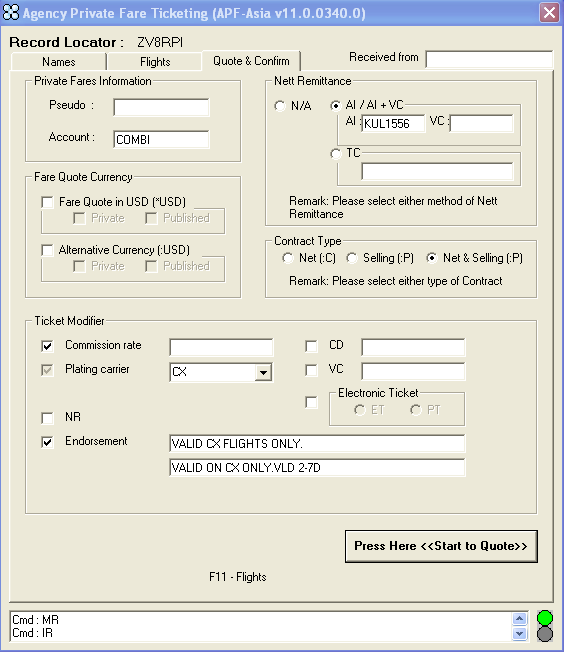 Agency Private Fare Ticketing (APF-Asia v11.0.0340.0)
Record Locator : ZV8RPI
Received from
Names Flights Quote & Confirm
Private Fares Information
Pseudo :
Account : COMBI
Nett Remittance
N/A AI / AI + VC
AI : KUL1556 VC :
TC
Remark: Please select either method of Nett
Remittance
Fare Quote Currency
Fare Quote in USD (*USD)
Private Published
Alternative Currency (:USD)
Private Published
Contract Type
Net (:C) Selling (:P) Net & Selling (:P)
Remark: Please select either type of Contract
Ticket Modifier
Commission rate CD
Plating carrier CX VC
Electronic Ticket
ET PT
NR
Endorsement VALID CX FLIGHTS ONLY.
VALID ON CX ONLY.VLD 2-7D
Press Here <<Start to Quote>>
F11 - Flights
Cmd : MR
Cmd : IR